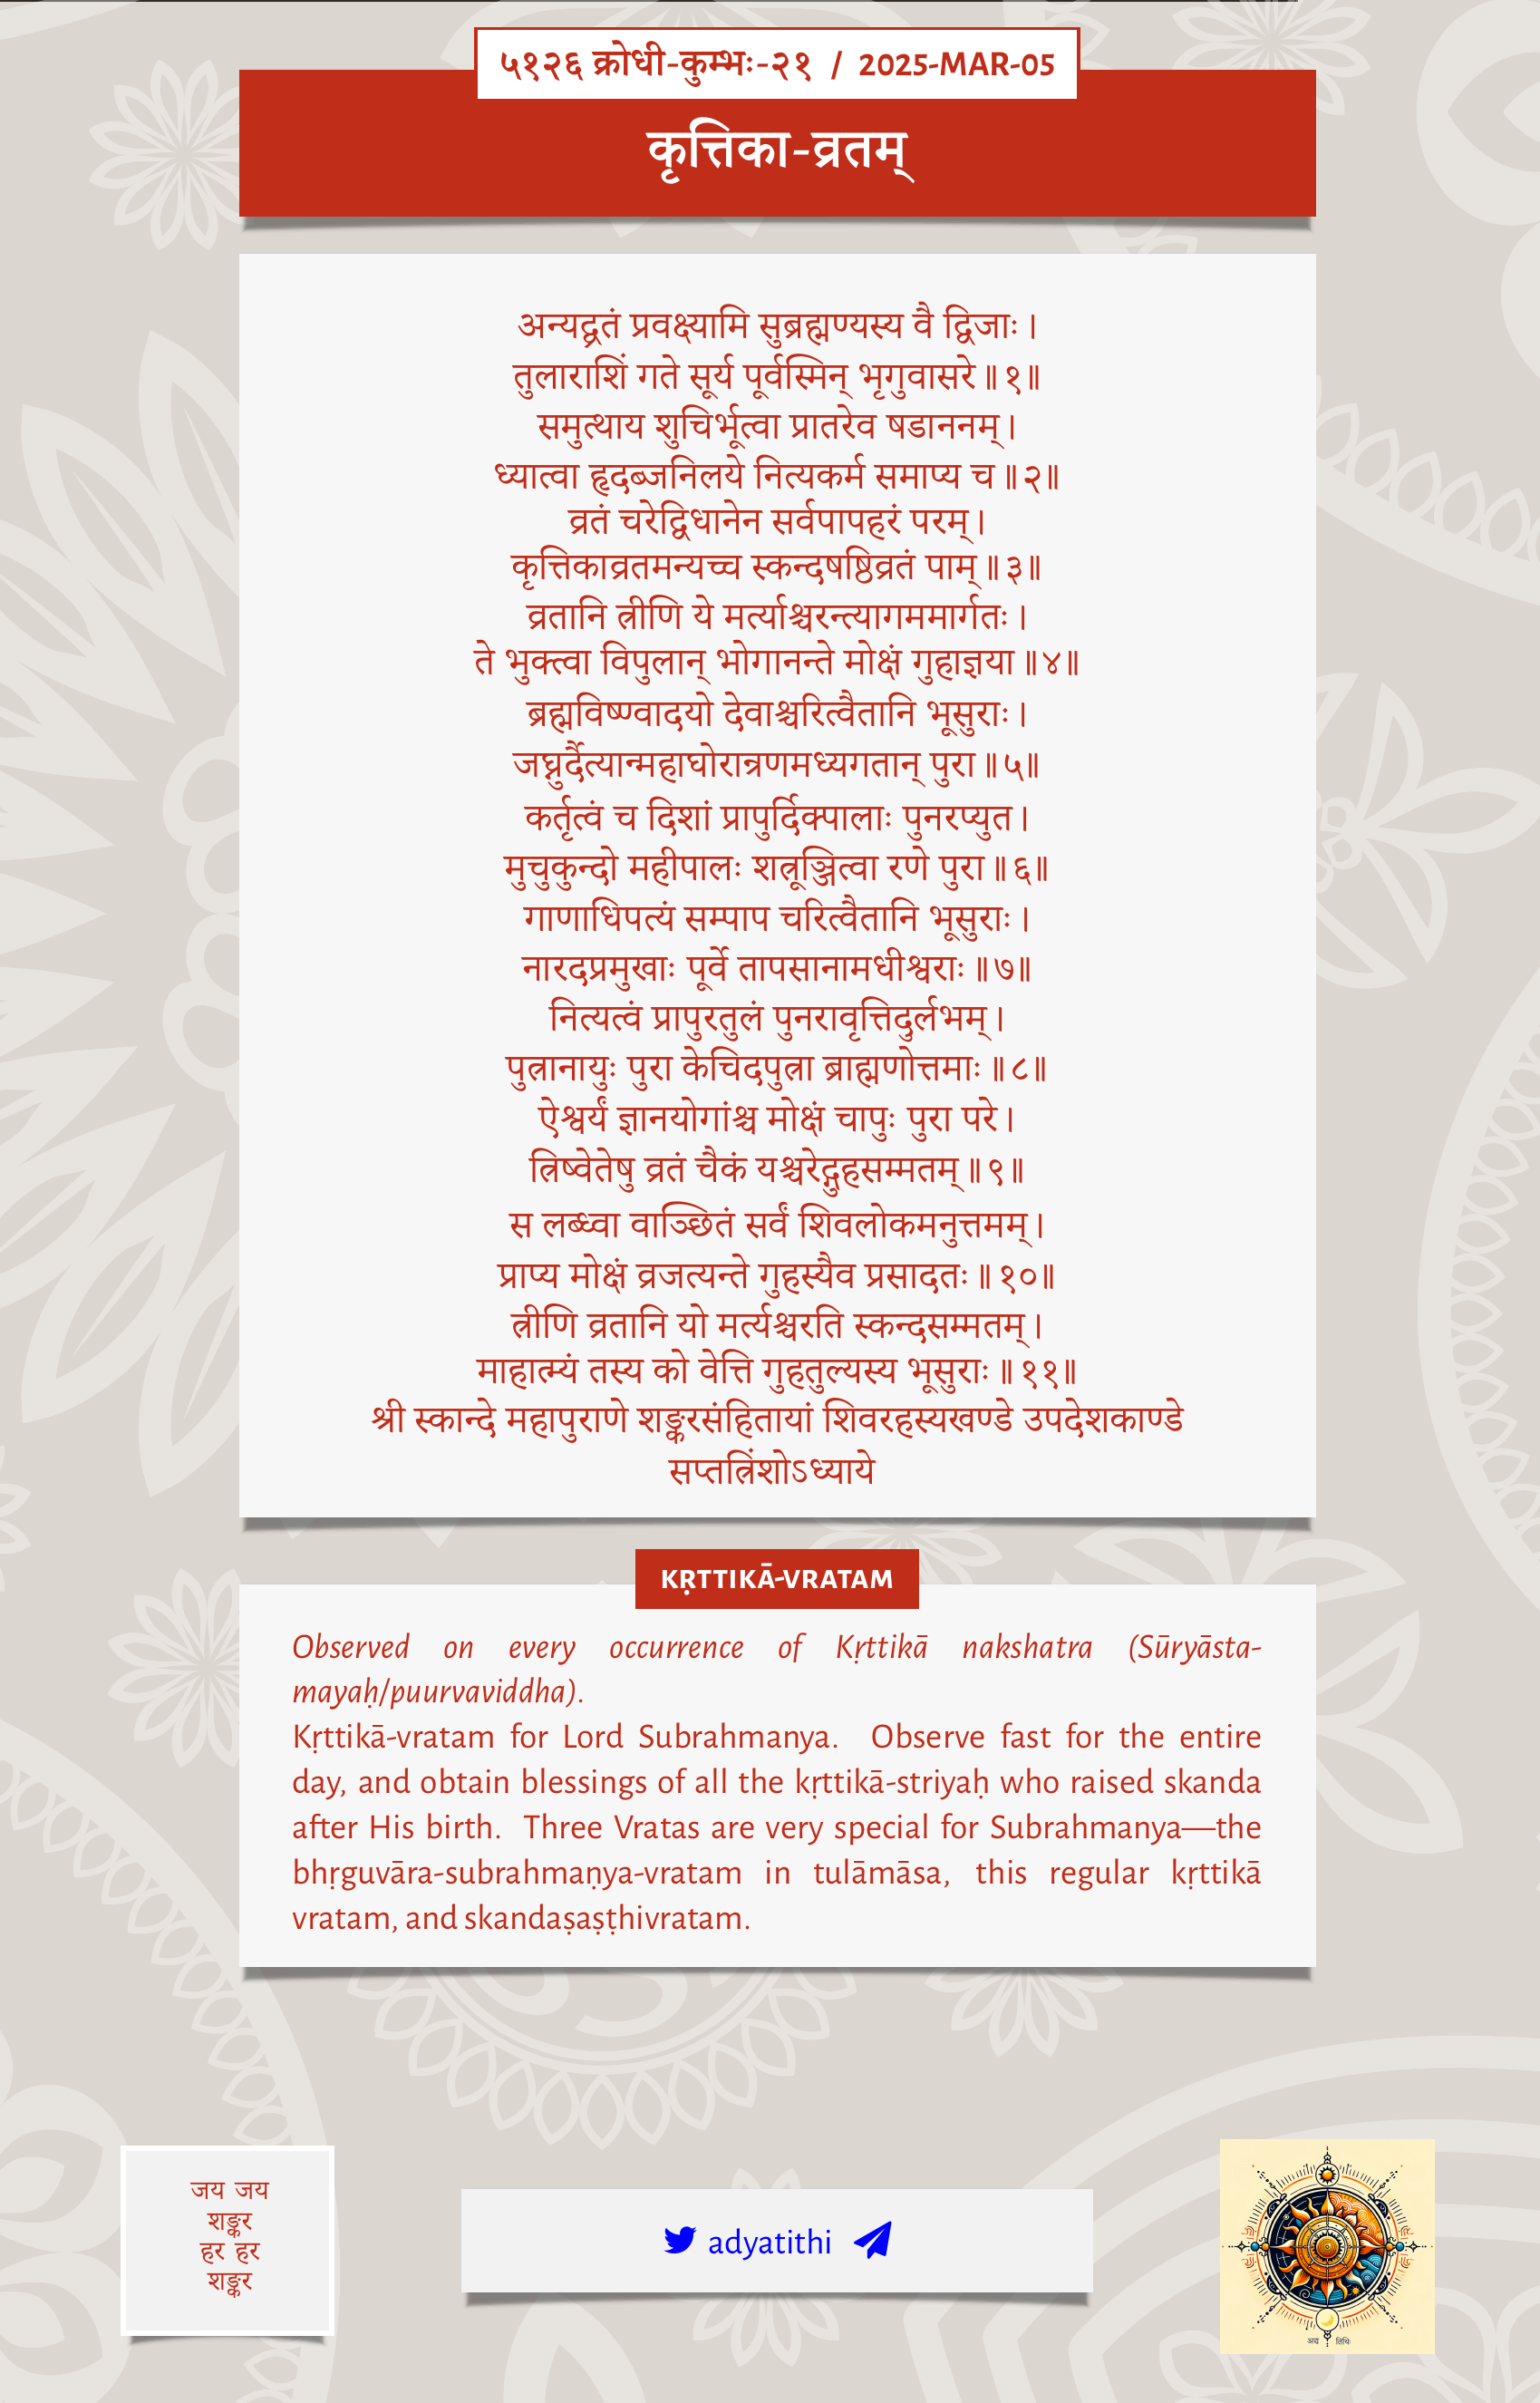 ५१२६ क्रोधी-कुम्भः-२१ / 2025-MAR-05
कृत्तिका-व्रतम्
अन्यद्व्रतं प्रवक्ष्यामि सुब्रह्मण्यस्य वै द्विजाः ।
तुलाराशिं गते सूर्य पूर्वस्मिन् भृगुवासरे ॥ १॥
समुत्थाय शुचिर्भूत्वा प्रातरेव षडाननम् ।
ध्यात्वा हृदब्जनिलये नित्यकर्म समाप्य च ॥ २॥
व्रतं चरेद्विधानेन सर्वपापहरं परम् ।
कृत्तिकाव्रतमन्यच्च स्कन्दषष्ठिव्रतं पाम् ॥ ३॥
व्रतानि त्रीणि ये मर्त्याश्चरन्त्यागममार्गतः ।
ते भुक्त्वा विपुलान् भोगानन्ते मोक्षं गुहाज्ञया ॥ ४॥
ब्रह्मविष्ण्वादयो देवाश्चरित्वैतानि भूसुराः ।
जघ्नुर्दैत्यान्महाघोरान्रणमध्यगतान् पुरा ॥ ५॥
कर्तृत्वं च दिशां प्रापुर्दिक्पालाः पुनरप्युत ।
मुचुकुन्दो महीपालः शत्रूञ्जित्वा रणे पुरा ॥ ६॥
गाणाधिपत्यं सम्पाप चरित्वैतानि भूसुराः ।
नारदप्रमुखाः पूर्वे तापसानामधीश्वराः ॥ ७॥
नित्यत्वं प्रापुरतुलं पुनरावृत्तिदुर्लभम् ।
पुत्रानायुः पुरा केचिदपुत्रा ब्राह्मणोत्तमाः ॥ ८॥
ऐश्वर्यं ज्ञानयोगांश्च मोक्षं चापुः पुरा परे ।
त्रिष्वेतेषु व्रतं चैकं यश्चरेद्गुहसम्मतम् ॥ ९॥
स लब्ध्वा वाञ्छितं सर्वं शिवलोकमनुत्तमम् ।
प्राप्य मोक्षं व्रजत्यन्ते गुहस्यैव प्रसादतः ॥ १०॥
त्रीणि व्रतानि यो मर्त्यश्चरति स्कन्दसम्मतम् ।
माहात्म्यं तस्य को वेत्ति गुहतुल्यस्य भूसुराः ॥ ११॥
श्री स्कान्दे महापुराणे शङ्करसंहितायां शिवरहस्यखण्डे उपदेशकाण्डे
सप्तत्रिंशोऽध्याये
KṚTTIKĀ-VRATAM
Observed on every occurrence of Kṛttikā nakshatra (Sūryāsta-
mayaḥ/puurvaviddha).
Kṛttikā-vratam for Lord Subrahmanya. Observe fast for the entire
day, and obtain blessings of all the kṛttikā-striyaḥ who raised skanda
after His birth. Three Vratas are very special for Subrahmanya—the
bhṛguvāra-subrahmaṇya-vratam in tulāmāsa, this regular kṛttikā
vratam, and skandaṣaṣṭhivratam.
जय जय
शङ्कर
हर हर
शङ्कर
adyatithi
अद्य तिथिः